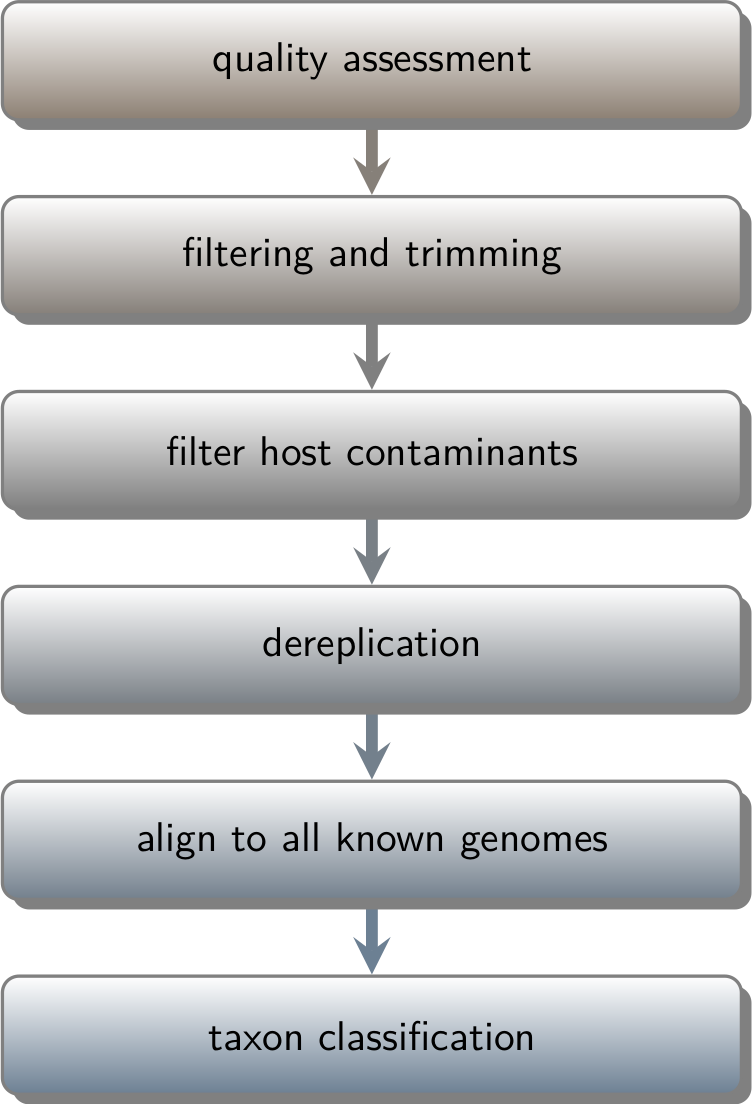 quality assessment
filtering and trimming
filter host contaminants
dereplication
align to all known genomes
taxon classification